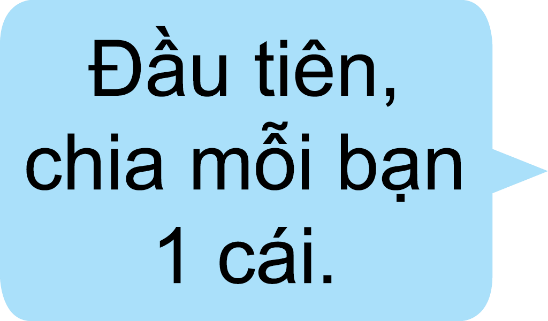 Đầu tiên,
chia mỗi bạn
1 cái.